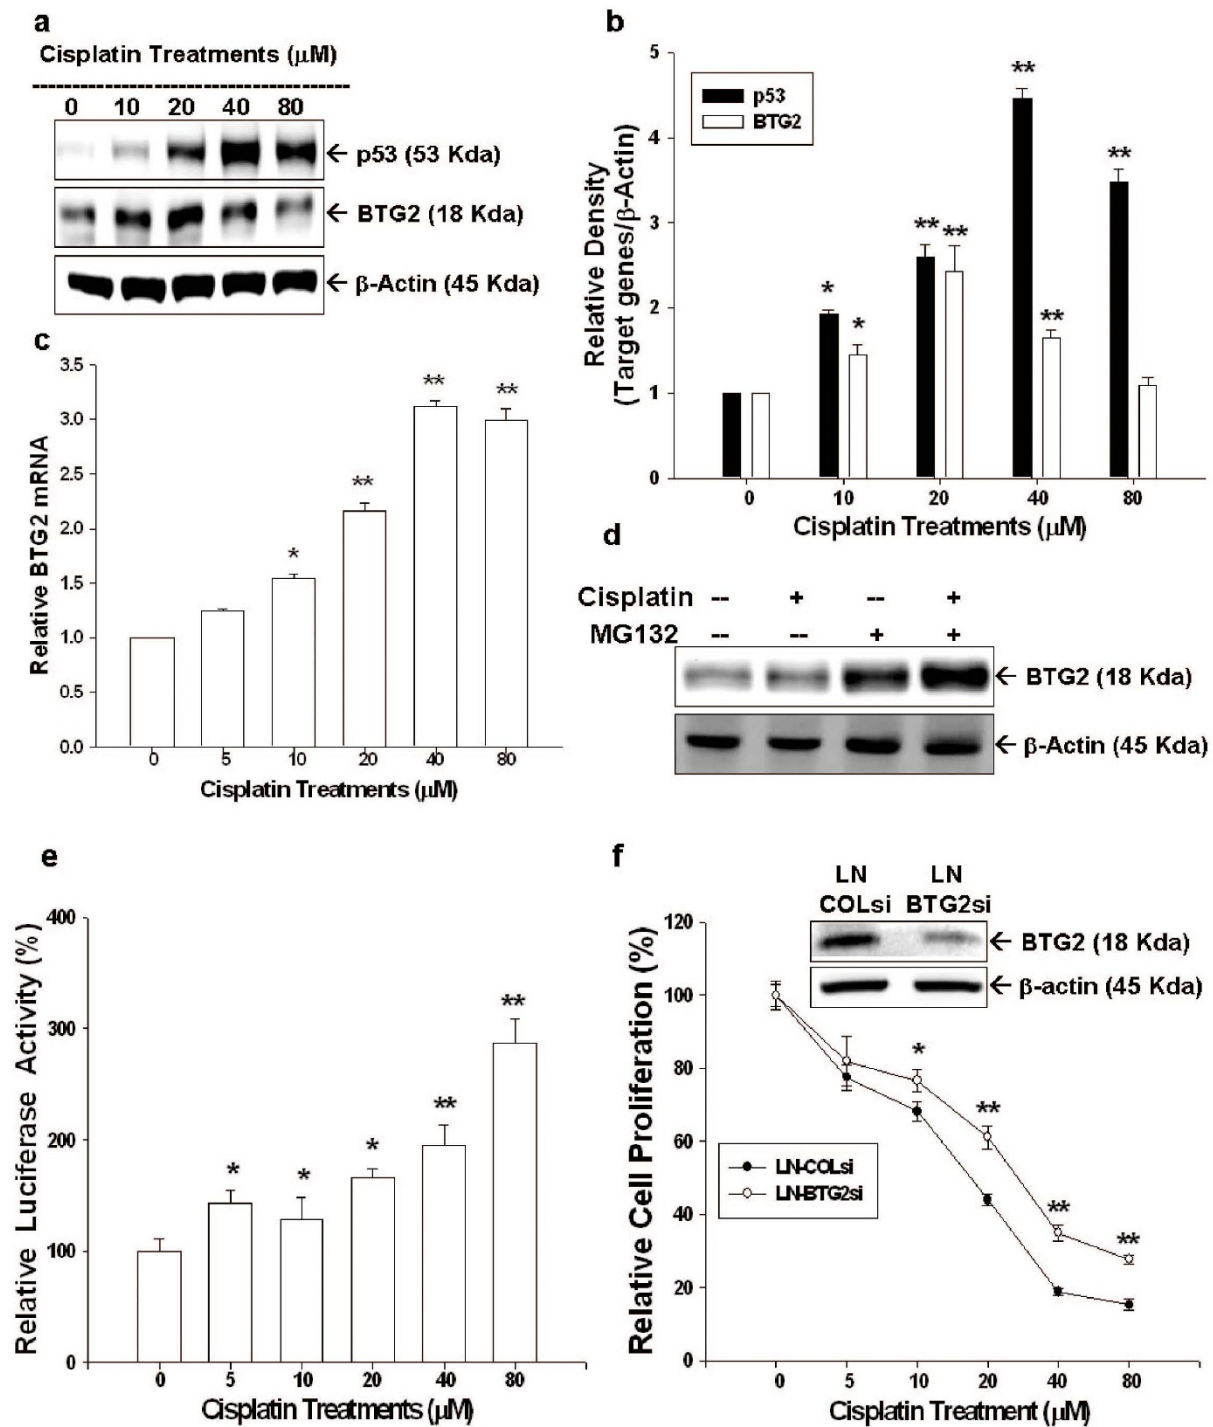 a
Cisplatin Treatments (μM)
0 10 20 40 80
← p53 (53 Kda)
← BTG2 (18 Kda)
← β-Actin (45 Kda)
b
5
4
3
2
1
0
Relative Density
(Target genes/β-Actin)
p53
BTG2
* * ** ** ** ** **
0 10 20 40 80
Cisplatin Treatments (μM)
c
3.5
3.0
2.5
2.0
1.5
1.0
0.5
0.0
Relative BTG2 mRNA
* ** ** **
0 5 10 20 40 80
Cisplatin Treatments (μM)
d
Cisplatin -- + -- +
MG132 -- -- + +
← BTG2 (18 Kda)
← β-Actin (45 Kda)
e
400
300
200
100
0
Relative Luciferase Activity (%)
* * * ** **
0 5 10 20 40 80
Cisplatin Treatments (μM)
f
LN LN
COLsi BTG2si
← BTG2 (18 Kda)
← β-actin (45 Kda)
120
100
80
60
40
20
0
Relative Cell Proliferation (%)
* ** ** **
LN-COLsi
LN-BTG2si
0 5 10 20 40 80
Cisplatin Treatment (μM)